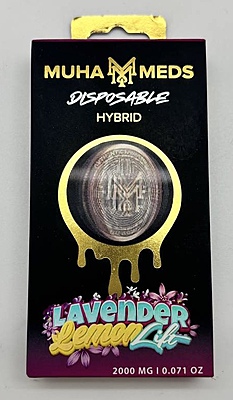 MUHA MEDS
DISPOSABLE
HYBRID
LAVENDER
Lemon Lift
2000 MG | 0.071 OZ